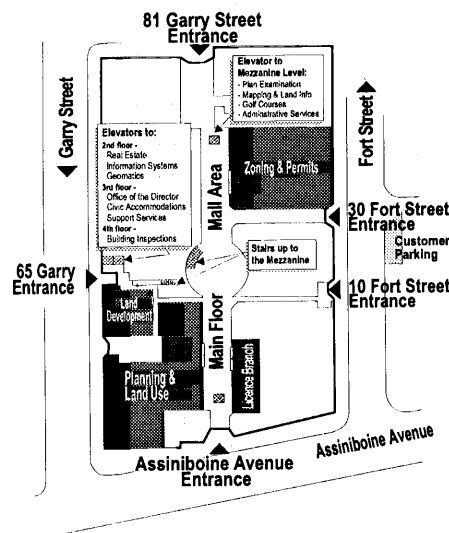 81 Garry Street
Entrance
Elevator to
Mezzanine Level:
- Plan Examination
- Mapping & Land Info
- Golf Courses
- Adminstrative Services
Garry Street
Fort Street
Elevators to:
2nd floor -
Real Estate
Information Systems
Geomatics
3rd floor -
Office of the Director
Civic Accommodations
Support Services
4th floor -
Building Inspections
Zoning & Permits
Mall Area
30 Fort Street
Entrance
Customer
Parking
Stairs up to
the Mezzanine
65 Garry
Entrance
10 Fort Street
Entrance
Land
Development
Main Floor
Planning &
Land Use
Licence Branch
Assiniboine Avenue
Entrance
Assiniboine Avenue